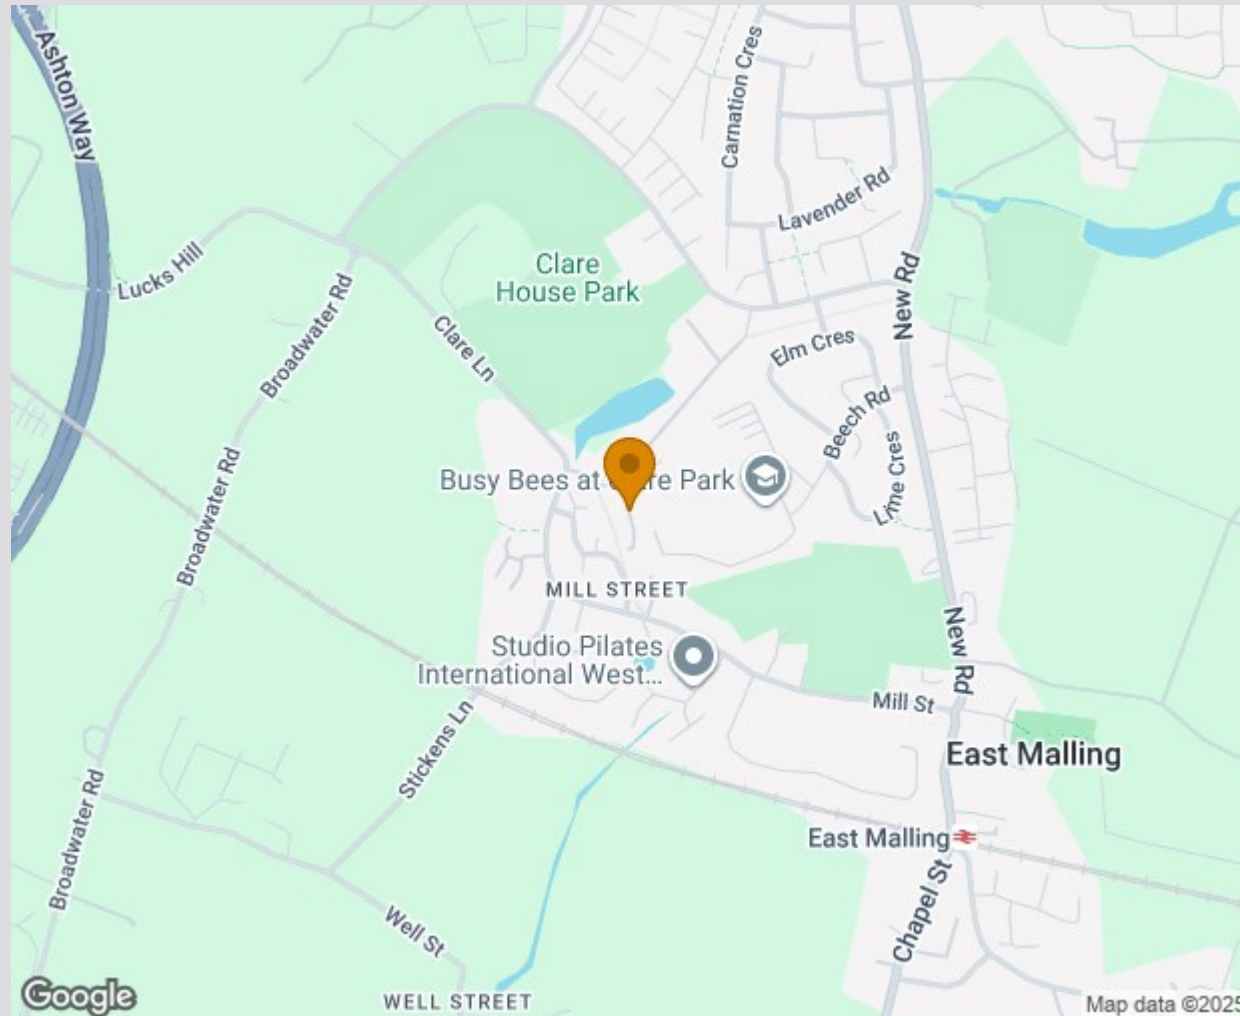 Ashton Way
Carnation Cres
Lavender Rd
Lucks Hill
Clare
House Park
Broadwater Rd
New Rd
Clare Ln
Elm Cres
Beech Rd
Lime Cres
Busy Bees at Clare Park
Broadwater Rd
MILL STREET
New Rd
Studio Pilates
International West...
Mill St
Stickens Ln
East Malling
Broadwater Rd
East Malling
Chapel St
Well St
WELL STREET
Google
Map data ©2025